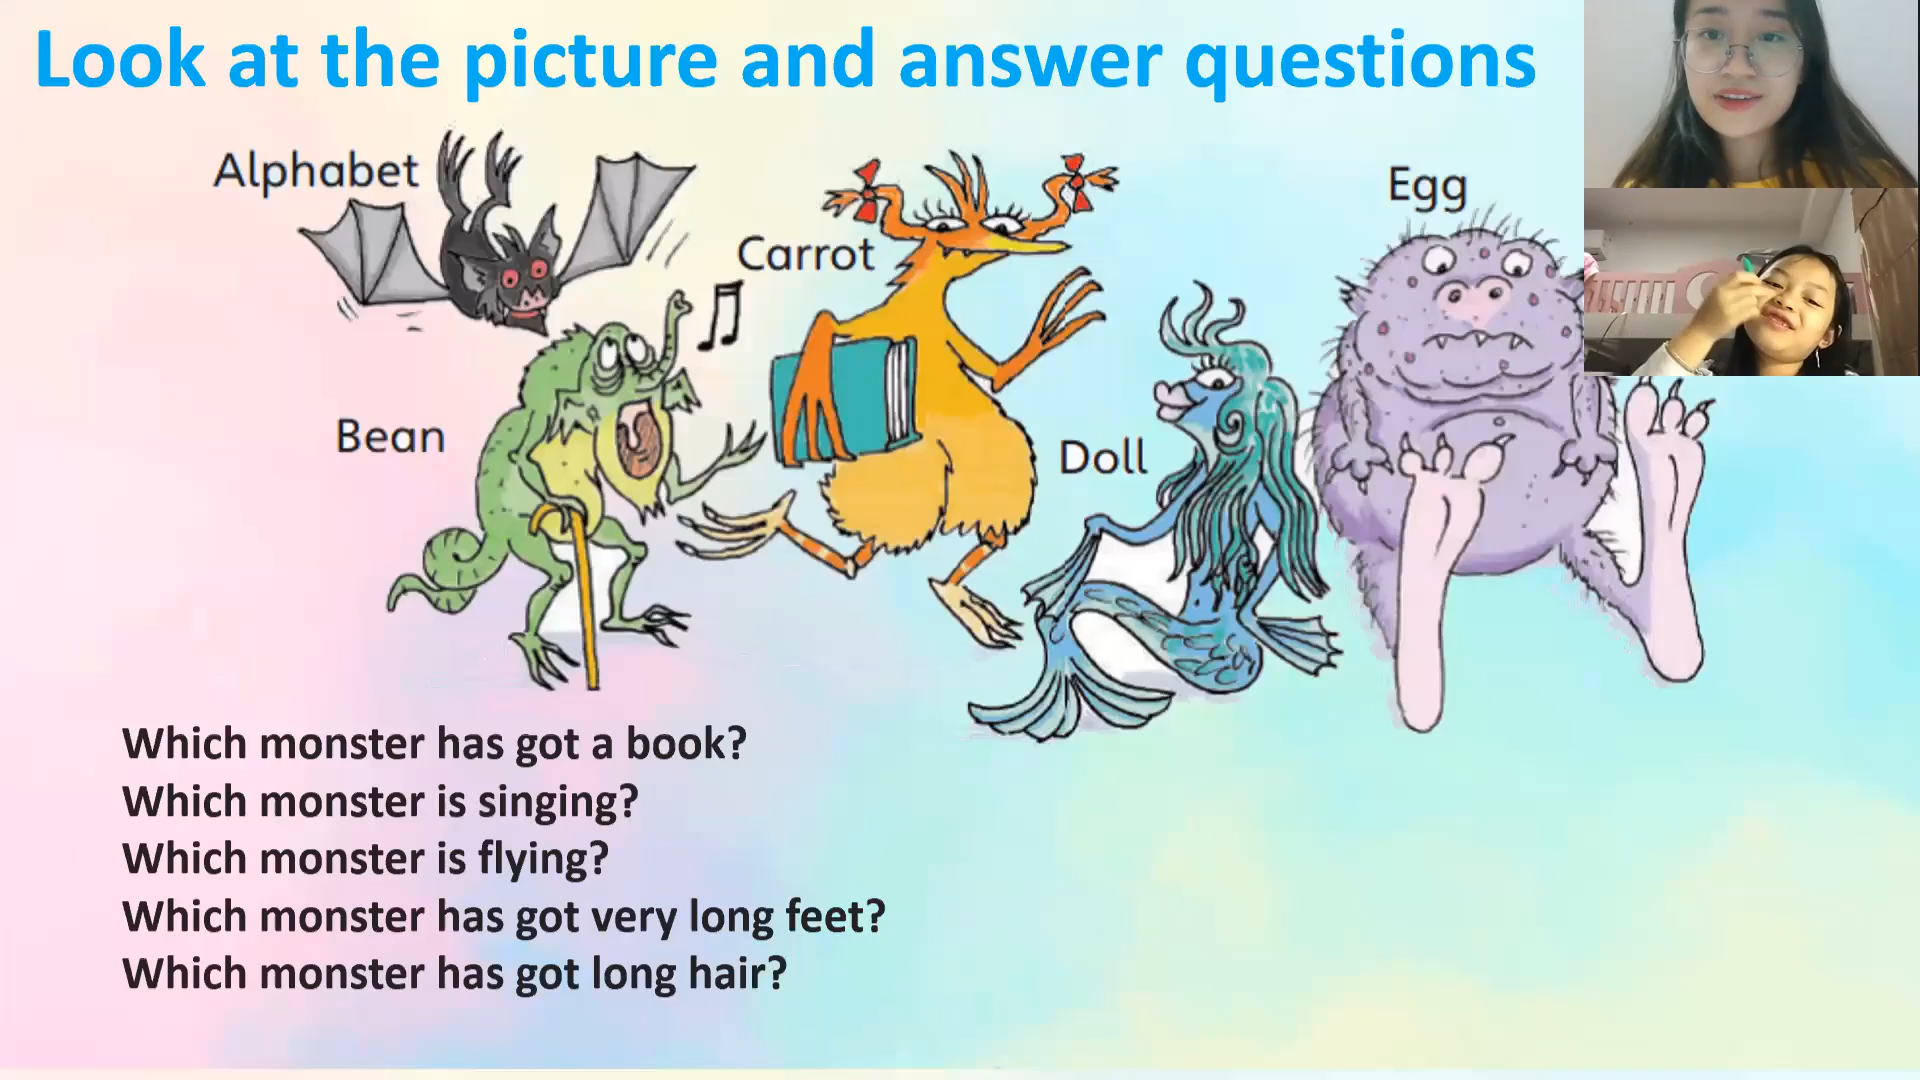 Look at the picture and answer questions
Alphabet
Carrot
Egg
Bean
Doll
Which monster has got a book?
Which monster is singing?
Which monster is flying?
Which monster has got very long feet?
Which monster has got long hair?